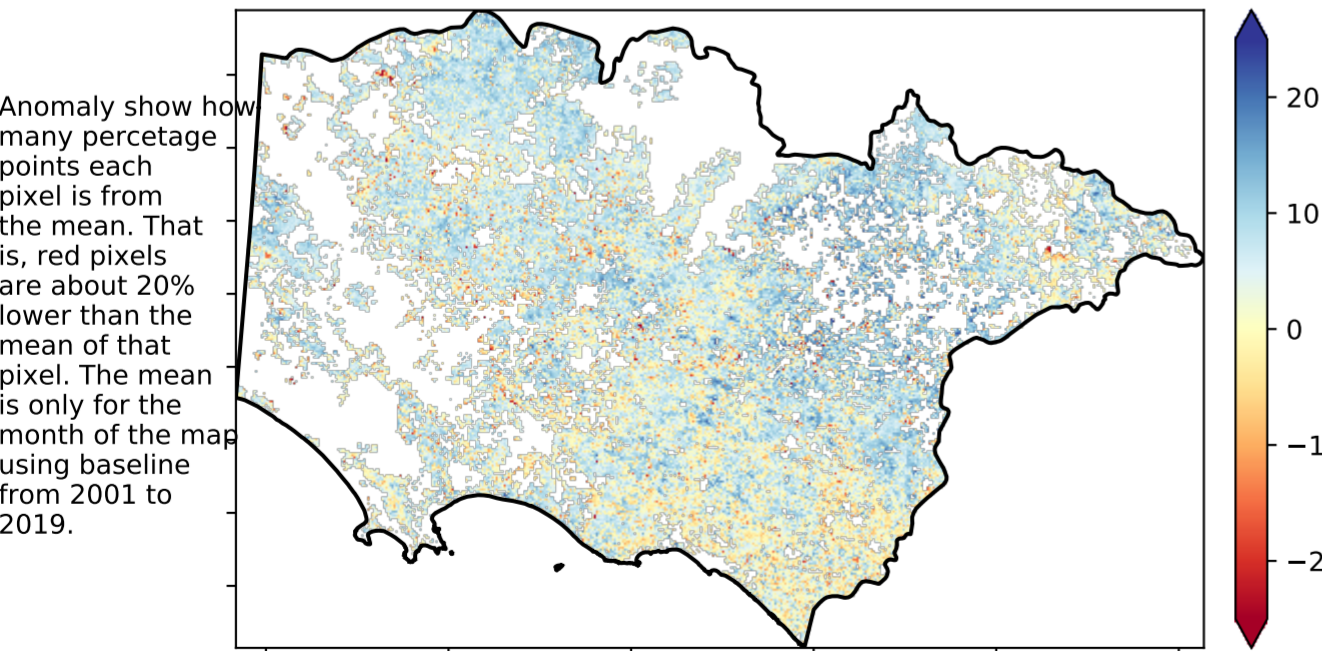 Anomaly show how
many percetage
points each
pixel is from
the mean. That
is, red pixels
are about 20%
lower than the
mean of that
pixel. The mean
is only for the
month of the map
using baseline
from 2001 to
2019.
20
10
0
−1
−2